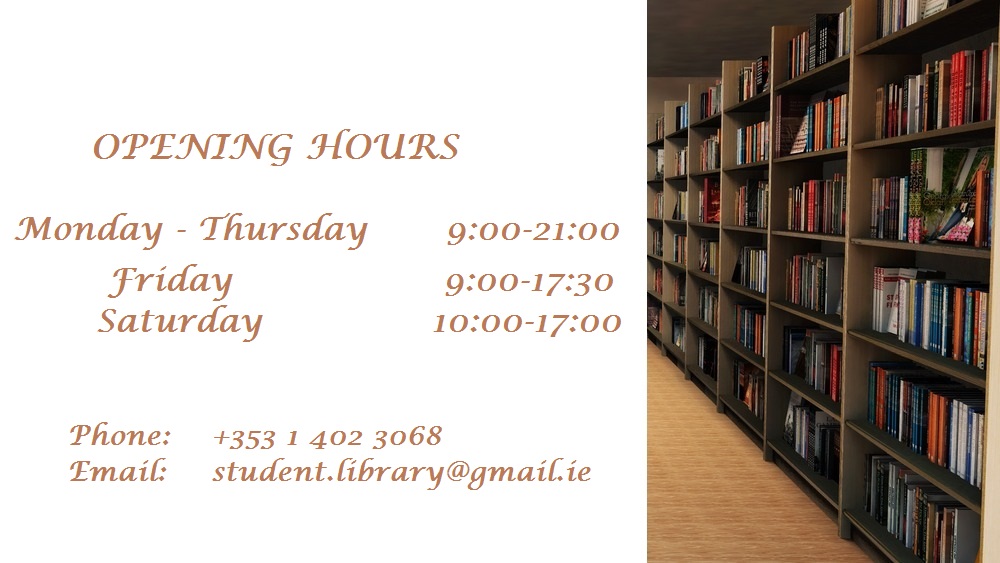 OPENING HOURS
Monday - Thursday 9:00-21:00
Friday 9:00-17:30
Saturday 10:00-17:00
Phone: +353 1 402 3068
Email: student.library@gmail.ie